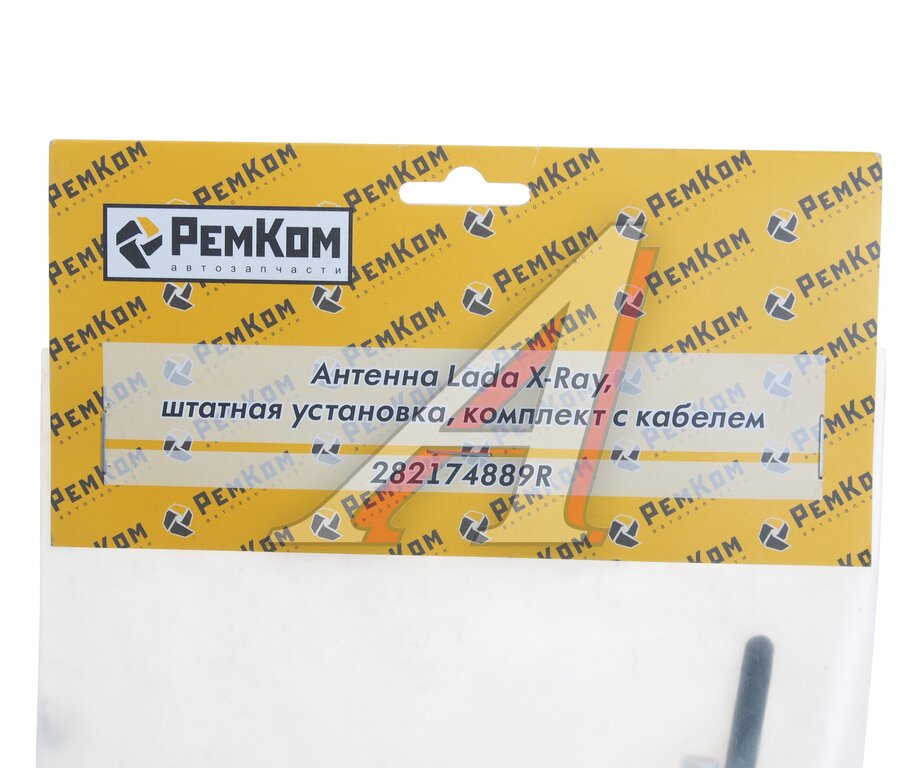 РемКом
автозапчасти
Антенна Lada X-Ray,
штатная установка, комплект с кабелем
282174889R